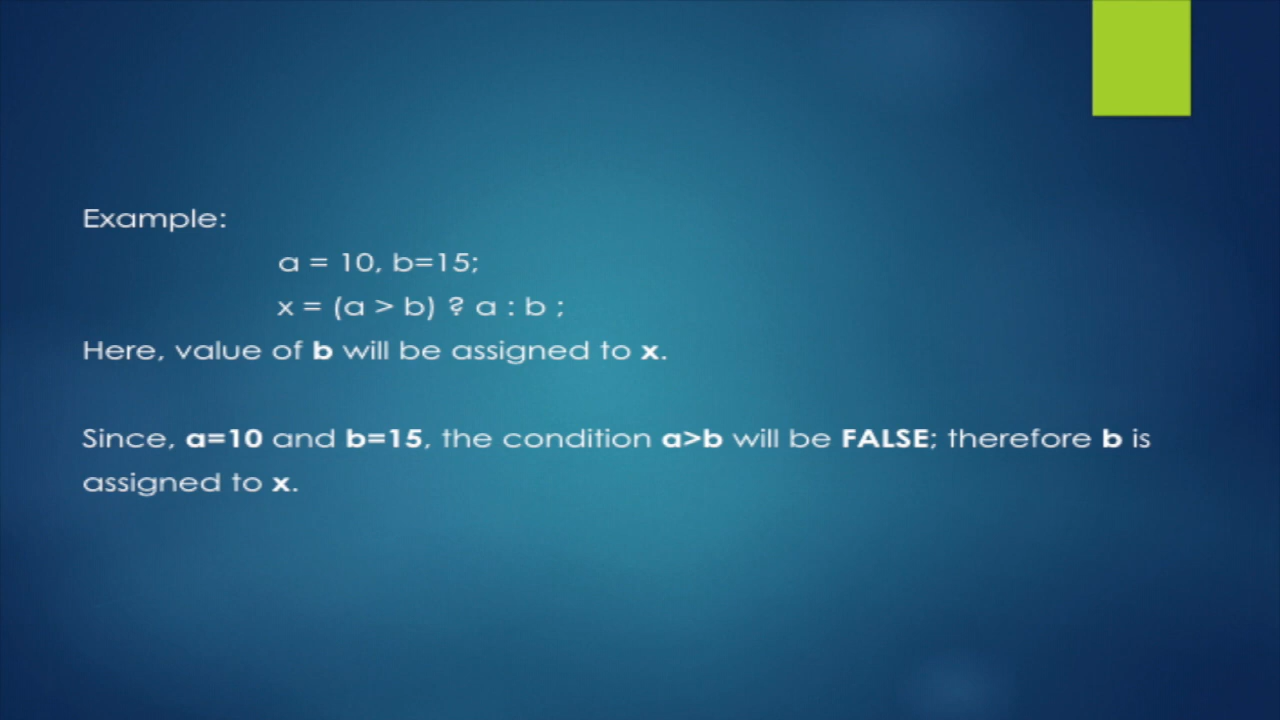 Example:
a = 10, b=15;
x = (a > b) ? a : b ;
Here, value of b will be assigned to x.
Since, a=10 and b=15, the condition a>b will be FALSE; therefore b is
assigned to x.